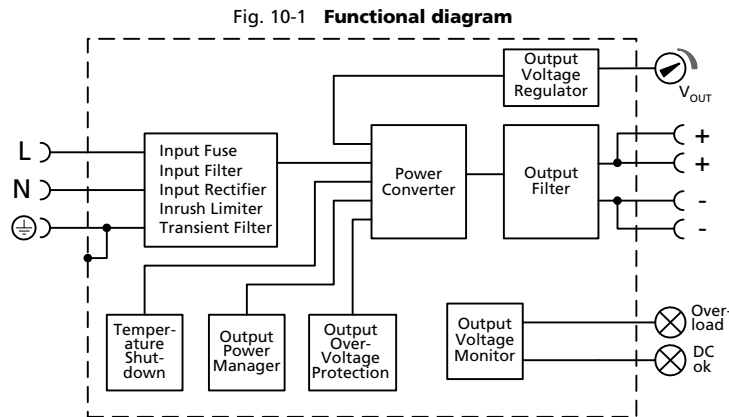 Fig. 10-1 Functional diagram
Output
Voltage
Regulator
V_OUT
L
N
Input Fuse
Input Filter
Input Rectifier
Inrush Limiter
Transient Filter
Power
Converter
Output
Filter
+
+
-
-
Temper-
ature
Shut-
down
Output
Power
Manager
Output
Over-
Voltage
Protection
Output
Voltage
Monitor
Over-
load
DC
ok